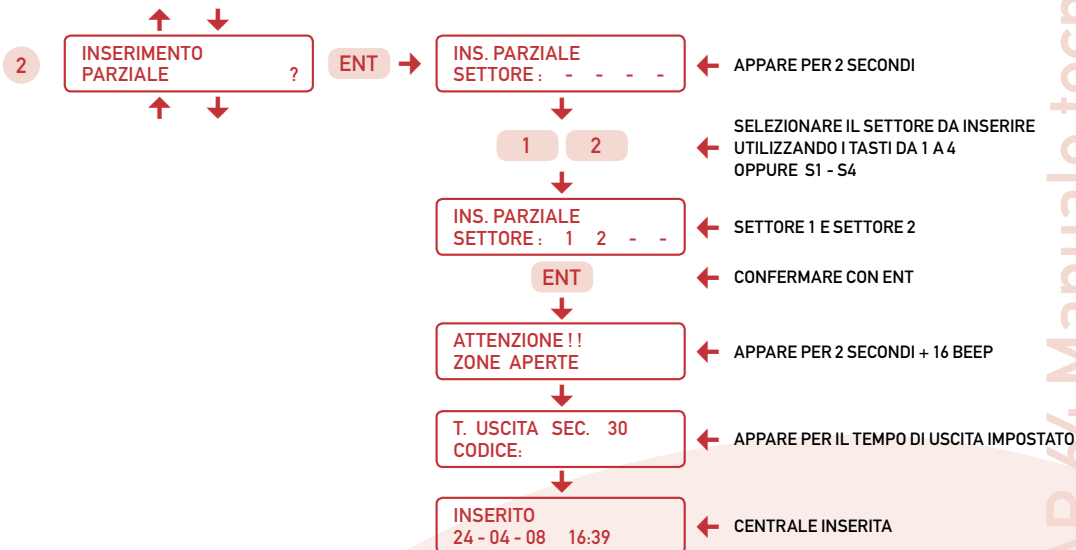 2
INSERIMENTO
PARZIALE ?
ENT
INS. PARZIALE
SETTORE : - - - -
APPARE PER 2 SECONDI
1 2
SELEZIONARE IL SETTORE DA INSERIRE
UTILIZZANDO I TASTI DA 1 A 4
OPPURE S1 - S4
INS. PARZIALE
SETTORE : 1 2 - -
SETTORE 1 E SETTORE 2
ENT
CONFERMARE CON ENT
ATTENZIONE ! !
ZONE APERTE
APPARE PER 2 SECONDI + 16 BEEP
T. USCITA SEC. 30
CODICE:
APPARE PER IL TEMPO DI USCITA IMPOSTATO
INSERITO
24 - 04 - 08 16:39
CENTRALE INSERITA
Manuale